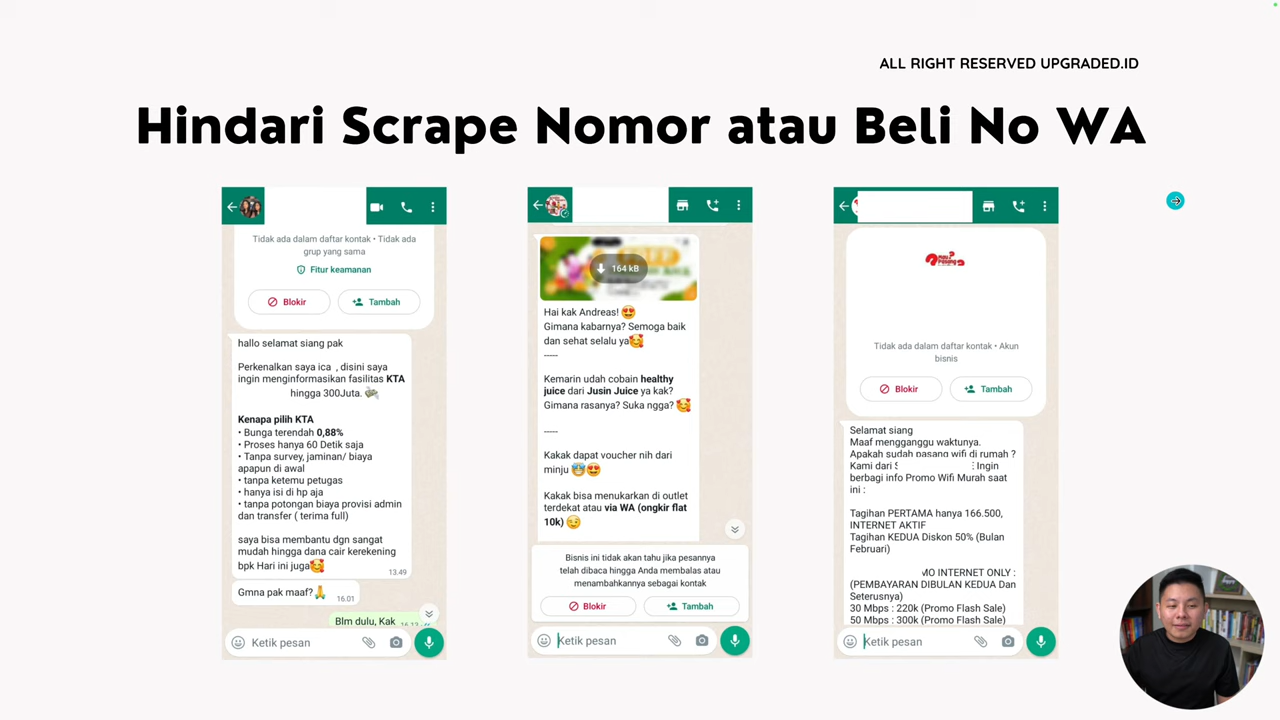 ALL RIGHT RESERVED UPGRADED.ID
Hindari Scrape Nomor atau Beli No WA
Tidak ada dalam daftar kontak • Tidak ada
grup yang sama
Fitur keamanan
Blokir
Tambah
hallo selamat siang pak
Perkenalkan saya ica , disini saya
ingin menginformasikan fasilitas KTA
hingga 300Juta.
Kenapa pilih KTA
• Bunga terendah 0,88%
• Proses hanya 60 Detik saja
• Tanpa survey, jaminan/ biaya
apapun di awal
• tanpa ketemu petugas
• hanya isi di hp aja
• tanpa potongan biaya provisi admin
dan transfer ( terima full)
saya bisa membantu dgn sangat
mudah hingga dana cair kerekening
bpk Hari ini juga🥰
13.49
Gmna pak maaf?🙏
16.01
Blm dulu, Kak
Ketik pesan
164 kB
Hai kak Andreas! 😍
Gimana kabarnya? Semoga baik
dan sehat selalu ya🥰
-----
Kemarin udah cobain healthy
juice dari Jusin Juice ya kak?
Gimana rasanya? Suka ngga? 🥰
-----
Kakak dapat voucher nih dari
minju 🤓😍
Kakak bisa menukarkan di outlet
terdekat atau via WA (ongkir flat
10k) 😉
Bisnis ini tidak akan tahu jika pesannya
telah dibaca hingga Anda membalas atau
menambahkannya sebagai kontak
Blokir
Tambah
Ketik pesan
Tidak ada dalam daftar kontak • Akun
bisnis
Blokir
Tambah
Selamat siang
Maaf mengganggu waktunya.
Apakah sudah pasang wifi di rumah ?
Kami dari Ingin
berbagi info Promo Wifi Murah saat
ini :
Tagihan PERTAMA hanya 166.500,
INTERNET AKTIF
Tagihan KEDUA Diskon 50% (Bulan
Februari)
INTERNET ONLY :
(PEMBAYARAN DIBULAN KEDUA Dan
Seterusnya)
30 Mbps : 220k (Promo Flash Sale)
50 Mbps : 300k (Promo Flash Sale)
Ketik pesan